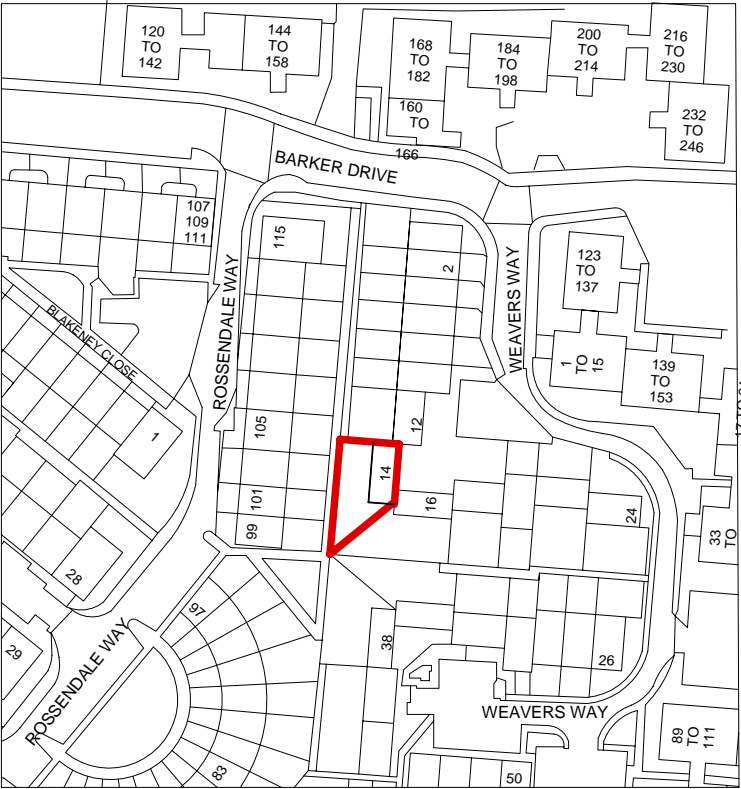 120
TO
142
144
TO
158
168
TO
182
160
TO
166
184
TO
198
200
TO
214
216
TO
230
232
TO
246
BARKER DRIVE
107
109
111
115
2
ROSSENDALE WAY
WEAVERS WAY
123
TO
137
1
TO
15
139
TO
153
BLAKENEY CLOSE
1
105
12
14
16
101
99
24
33
TO
28
97
29
38
26
ROSSENDALE WAY
WEAVERS WAY
89
TO
111
83
50